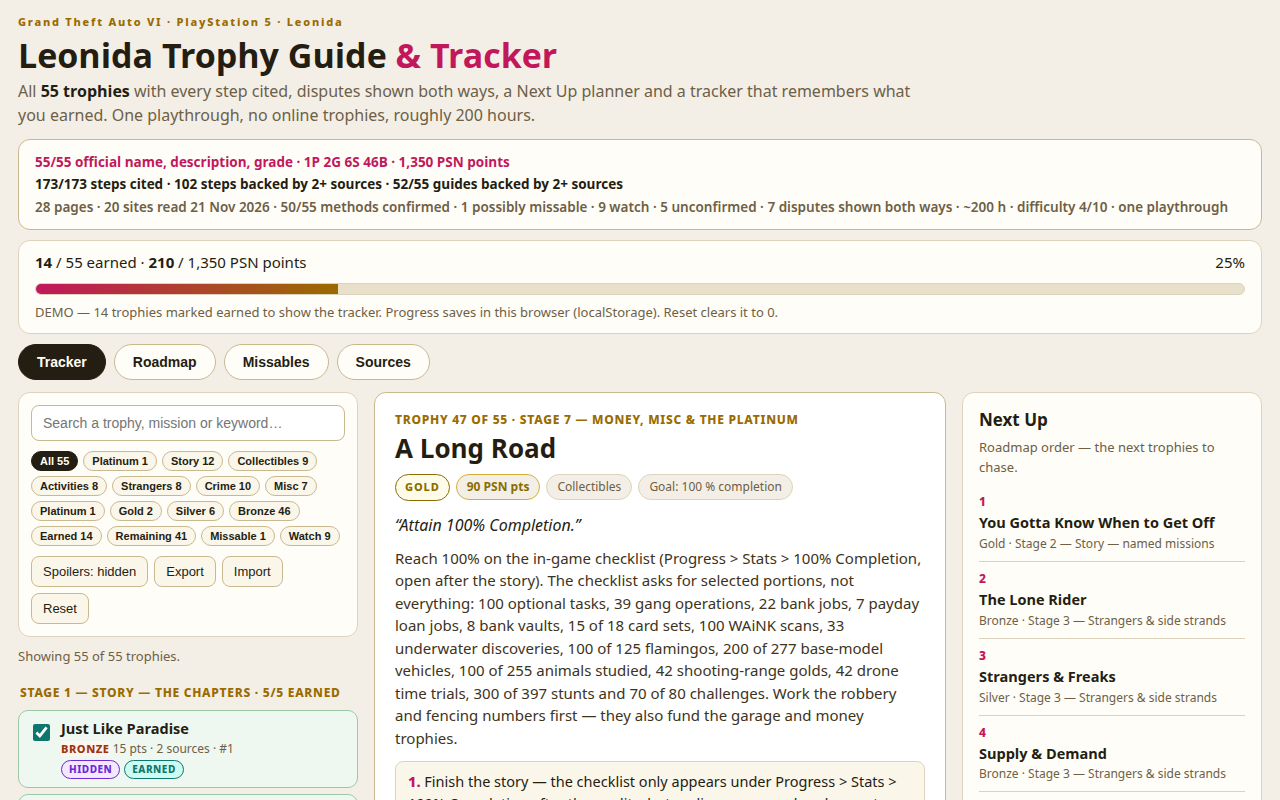 Grand Theft Auto VI · PlayStation 5 · Leonida
Leonida Trophy Guide & Tracker
All 55 trophies with every step cited, disputes shown both ways, a Next Up planner and a tracker that remembers what
you earned. One playthrough, no online trophies, roughly 200 hours.
55/55 official name, description, grade · 1P 2G 6S 46B · 1,350 PSN points
173/173 steps cited · 102 steps backed by 2+ sources · 52/55 guides backed by 2+ sources
28 pages · 20 sites read 21 Nov 2026 · 50/55 methods confirmed · 1 possibly missable · 9 watch · 5 unconfirmed · 7 disputes shown both ways · ~200 h · difficulty 4/10 · one playthrough
14 / 55 earned · 210 / 1,350 PSN points
25%
DEMO — 14 trophies marked earned to show the tracker. Progress saves in this browser (localStorage). Reset clears it to 0.
Tracker
Roadmap
Missables
Sources
Search a trophy, mission or keyword…
All 55
Platinum 1
Story 12
Collectibles 9
Activities 8
Strangers 8
Crime 10
Misc 7
Platinum 1
Gold 2
Silver 6
Bronze 46
Earned 14
Remaining 41
Missable 1
Watch 9
Spoilers: hidden
Export
Import
Reset
Showing 55 of 55 trophies.
STAGE 1 — STORY — THE CHAPTERS · 5/5 EARNED
Just Like Paradise
BRONZE 15 pts · 2 sources · #1
HIDDEN
EARNED
TROPHY 47 OF 55 · STAGE 7 — MONEY, MISC & THE PLATINUM
A Long Road
GOLD
90 PSN pts
Collectibles
Goal: 100 % completion
“Attain 100% Completion.”
Reach 100% on the in-game checklist (Progress > Stats > 100% Completion,
open after the story). The checklist asks for selected portions, not
everything: 100 optional tasks, 39 gang operations, 22 bank jobs, 7 payday
loan jobs, 8 bank vaults, 15 of 18 card sets, 100 WAiNK scans, 33
underwater discoveries, 100 of 125 flamingos, 200 of 277 base-model
vehicles, 100 of 255 animals studied, 42 shooting-range golds, 42 drone
time trials, 300 of 397 stunts and 70 of 80 challenges. Work the robbery
and fencing numbers first — they also fund the garage and money
trophies.
1. Finish the story — the checklist only appears under Progress > Stats >
Next Up
Roadmap order — the next trophies to
chase.
1
You Gotta Know When to Get Off
Gold · Stage 2 — Story — named missions
2
The Lone Rider
Bronze · Stage 3 — Strangers & side strands
3
Strangers & Freaks
Silver · Stage 3 — Strangers & side strands
4
Supply & Demand
Bronze · Stage 3 — Strangers & side strands